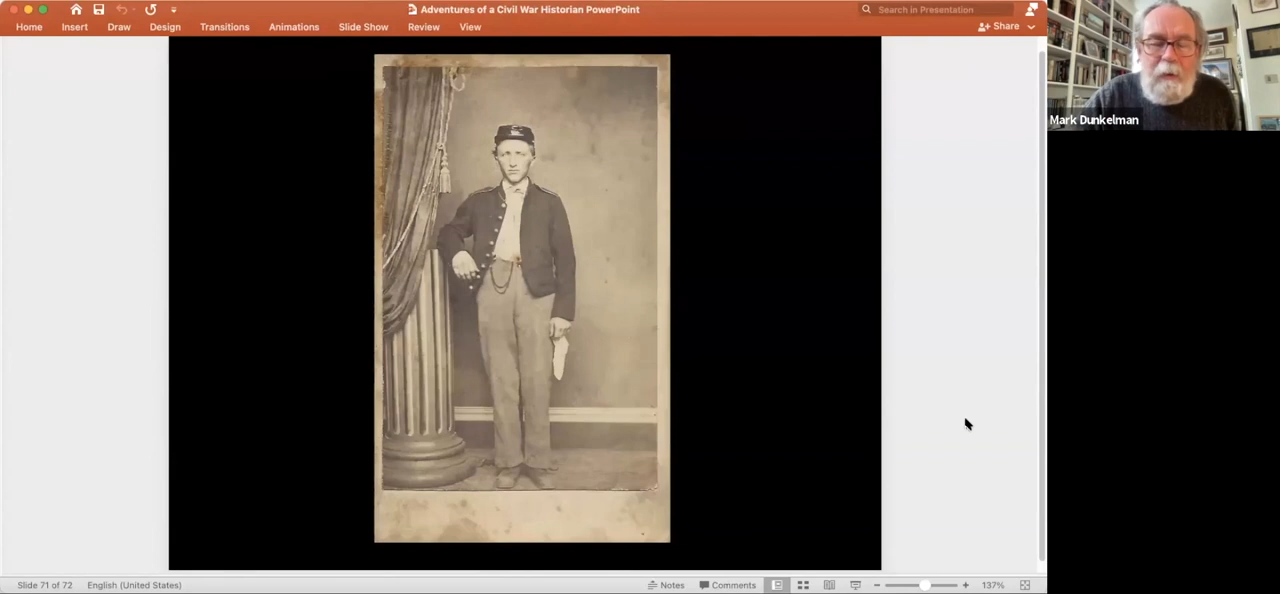 Adventures of a Civil War Historian PowerPoint
Search in Presentation
Home Insert Draw Design Transitions Animations Slide Show Review View Share
Mark Dunkelman
Slide 71 of 72 English (United States) Notes Comments 137%